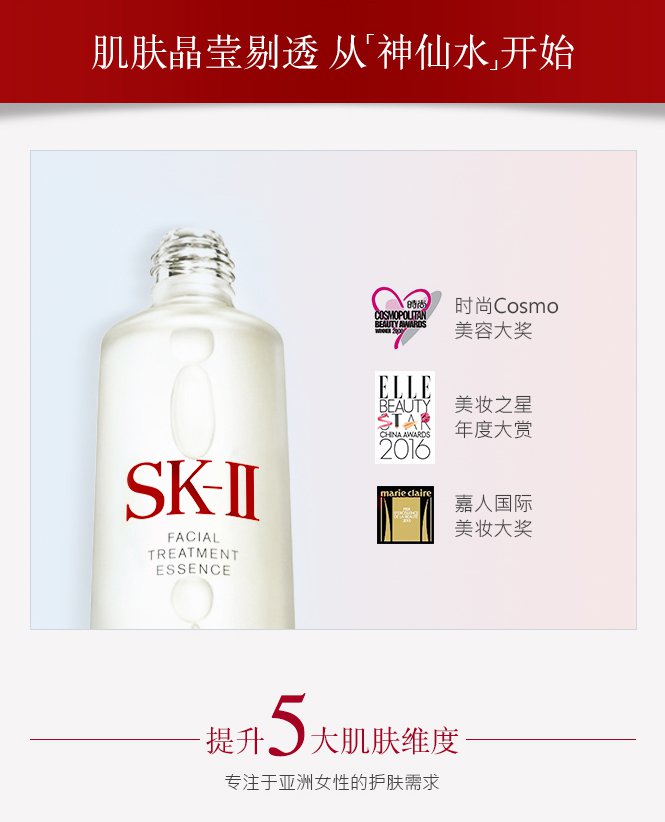 肌肤晶莹剔透 从「神仙水」开始
時尚
COSMOPOLITAN
BEAUTY AWARDS
时尚Cosmo
美容大奖
ELLE
BEAUTY
STAR
CHINA AWARDS
2016
美妆之星
年度大赏
marie claire
嘉人国际
美妆大奖
SK-II
FACIAL
TREATMENT
ESSENCE
提升5大肌肤维度
专注于亚洲女性的护肤需求